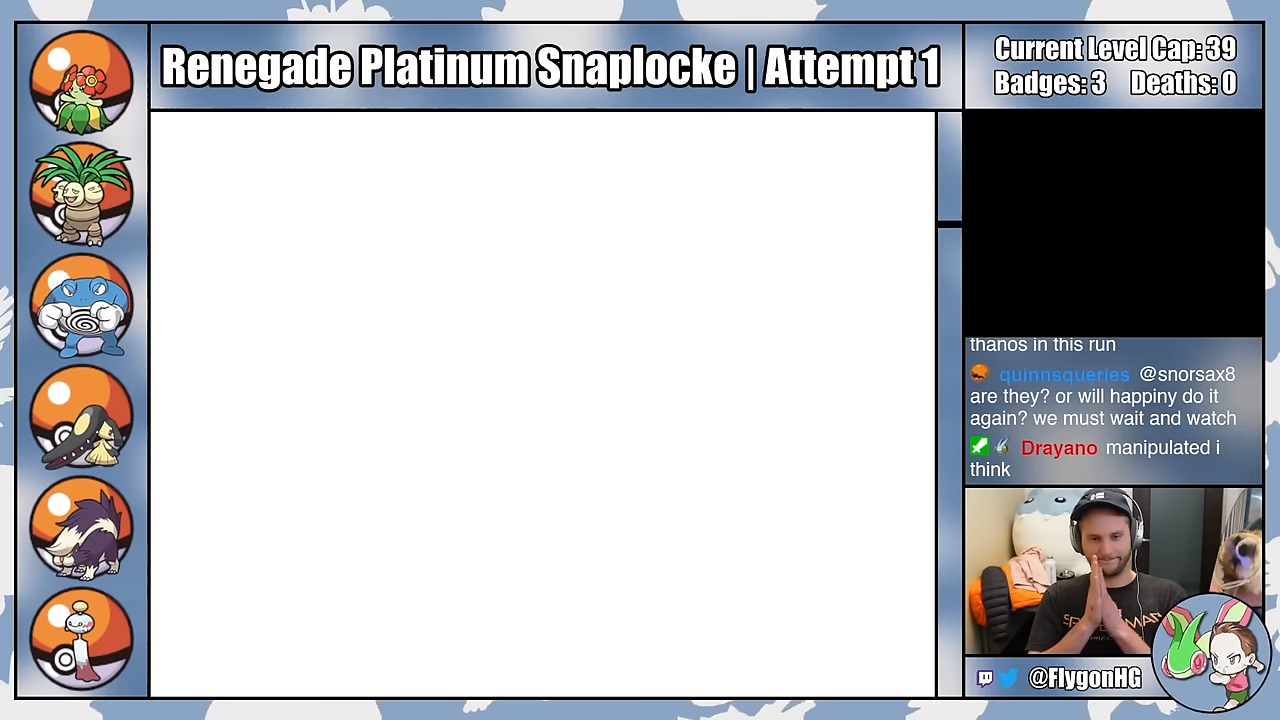 Renegade Platinum Snaplocke | Attempt 1
Current Level Cap: 39
Badges: 3 Deaths: 0
thanos in this run
quinnsqueries @snorsax8
are they? or will happiny do it
again? we must wait and watch
Drayano manipulated i
think
@FlygonHG